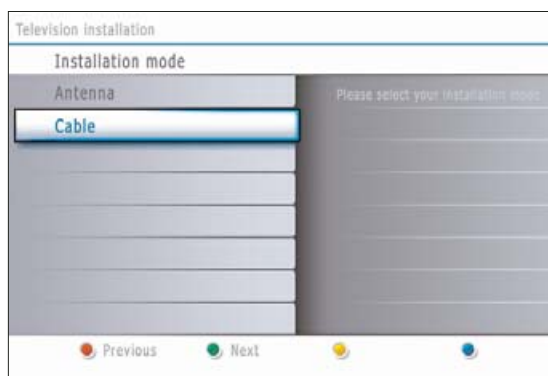 Television installation
Installation mode
Antenna
Please select your installation mode
Cable
Previous
Next